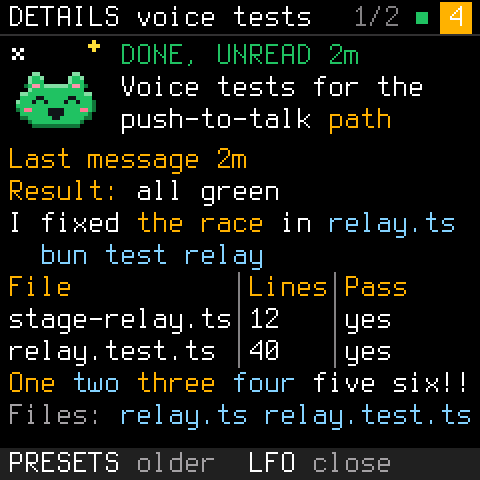 DETAILS voice tests 1/2 4
x
DONE, UNREAD 2m
Voice tests for the
push-to-talk path
Last message 2m
Result: all green
I fixed the race in relay.ts
bun test relay
File Lines Pass
stage-relay.ts 12 yes
relay.test.ts 40 yes
One two three four five six!!
Files: relay.ts relay.test.ts
PRESETS older LFO close